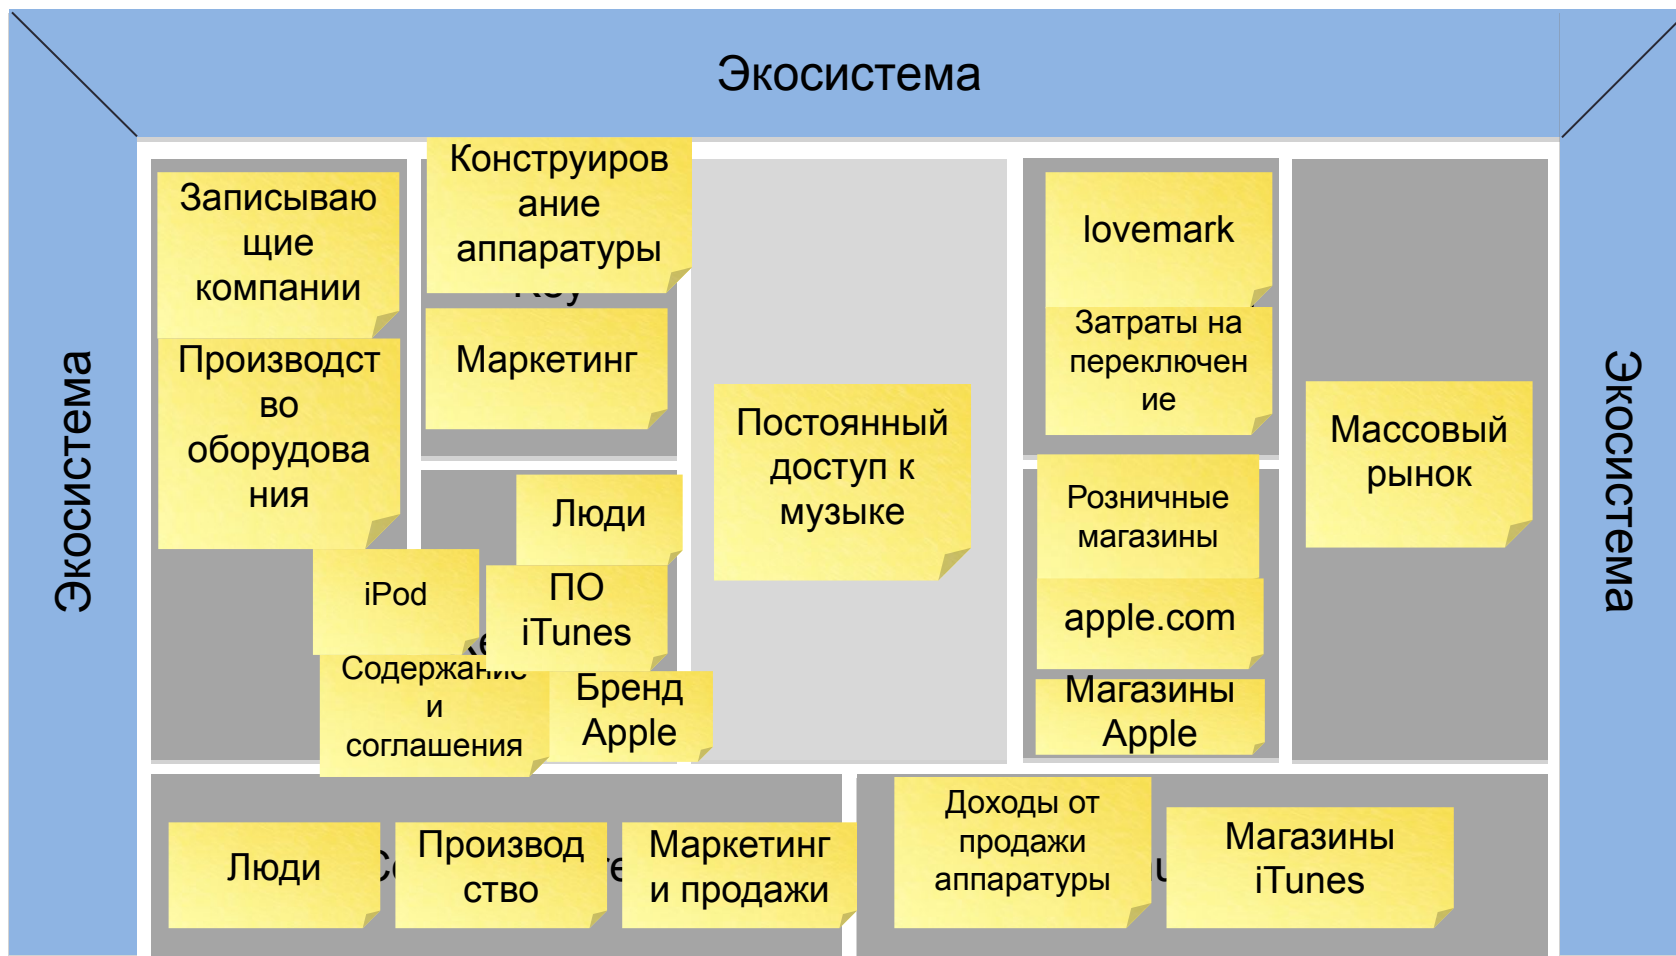 Экосистема
Экосистема
Записываю
щие
компании
Производст
во
оборудова
ния
Конструиров
ание
аппаратуры
Маркетинг
Люди
iPod
ПО
iTunes
Содержание
и
соглашения
Бренд
Apple
Постоянный
доступ к
музыке
lovemark
Затраты на
переключен
ие
Розничные
магазины
apple.com
Магазины
Apple
Массовый
рынок
Экосистема
Люди
Производ
ство
Маркетинг
и продажи
Доходы от
продажи
аппаратуры
Магазины
iTunes